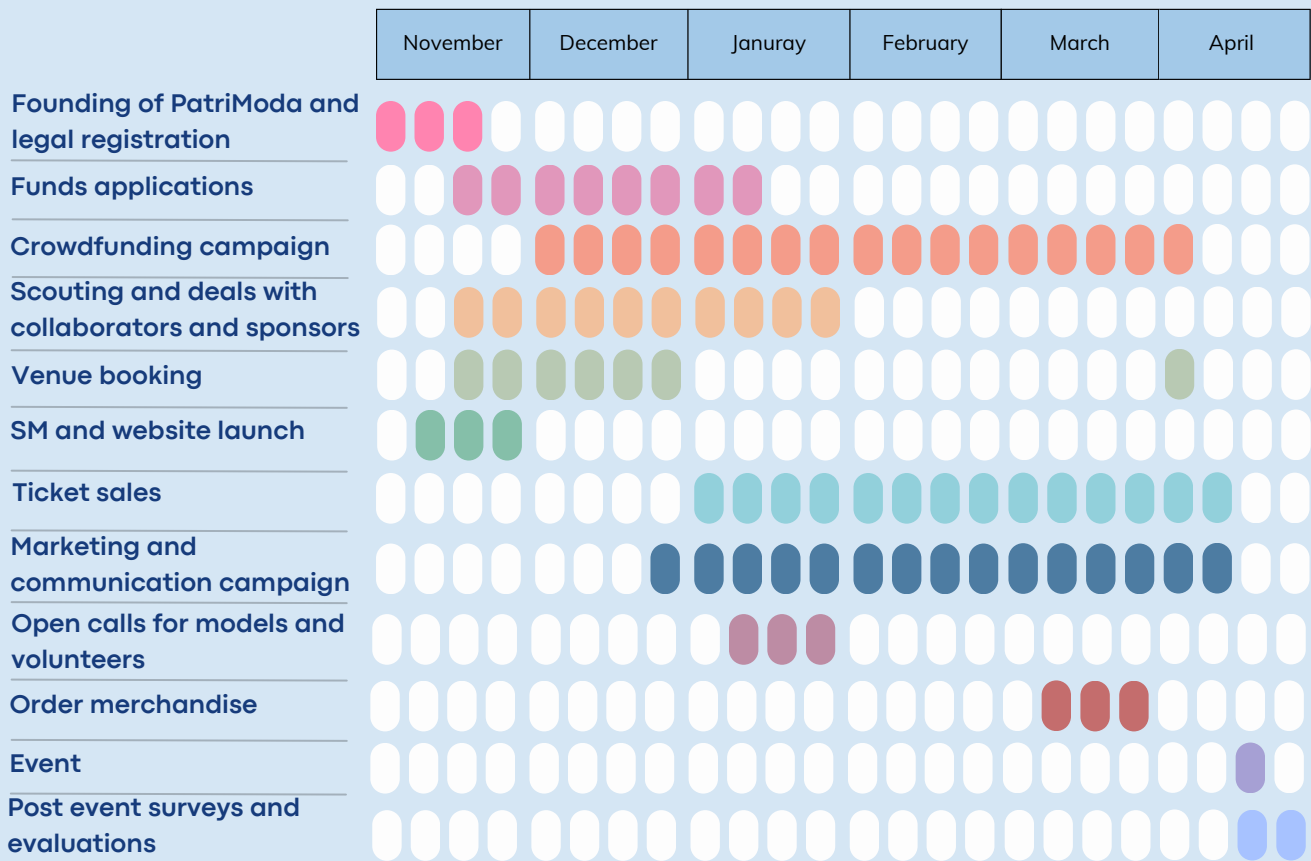 November December Januray February March April
Founding of PatriModa and
legal registration
Funds applications
Crowdfunding campaign
Scouting and deals with
collaborators and sponsors
Venue booking
SM and website launch
Ticket sales
Marketing and
communication campaign
Open calls for models and
volunteers
Order merchandise
Event
Post event surveys and
evaluations